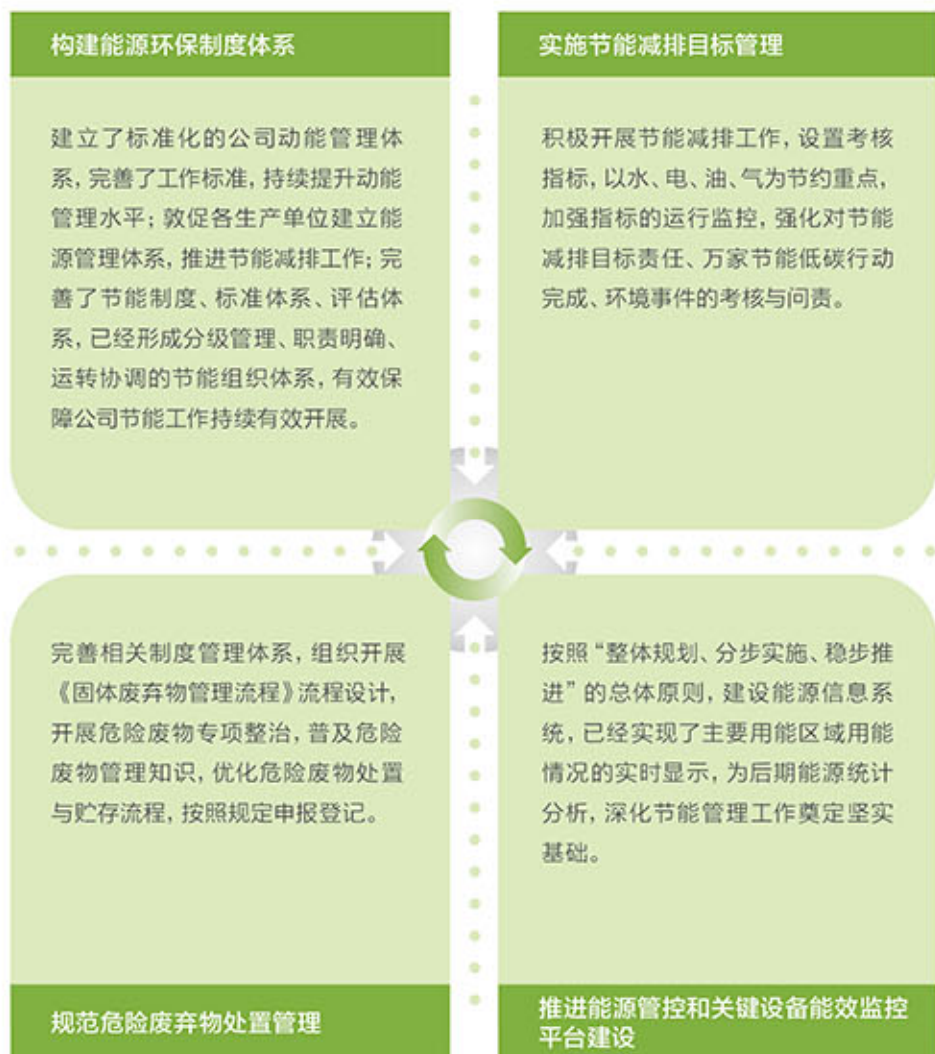 构建能源环保制度体系
建立了标准化的公司动能管理体
系，完善了工作标准，持续提升动能
管理水平；敦促各生产单位建立能
源管理体系，推进节能减排工作；完
善了节能制度、标准体系、评估体
系，已经形成分级管理、职责明确、
运转协调的节能组织体系，有效保
障公司节能工作持续有效开展。
实施节能减排目标管理
积极开展节能减排工作，设置考核
指标，以水、电、油、气为节约重点，
加强指标的运行监控，强化对节能
减排目标责任、万家节能低碳行动
完成、环境事件的考核与问责。
完善相关制度管理体系，组织开展
《固体废弃物管理流程》流程设计，
开展危险废物专项整治，普及危险
废物管理知识，优化危险废物处置
与贮存流程，按照规定申报登记。
规范危险废弃物处置管理
按照“整体规划、分步实施、稳步推
进”的总体原则，建设能源信息系
统，已经实现了主要用能区域用能
情况的实时显示，为后期能源统计
分析，深化节能管理工作奠定坚实
基础。
推进能源管控和关键设备能效监控
平台建设